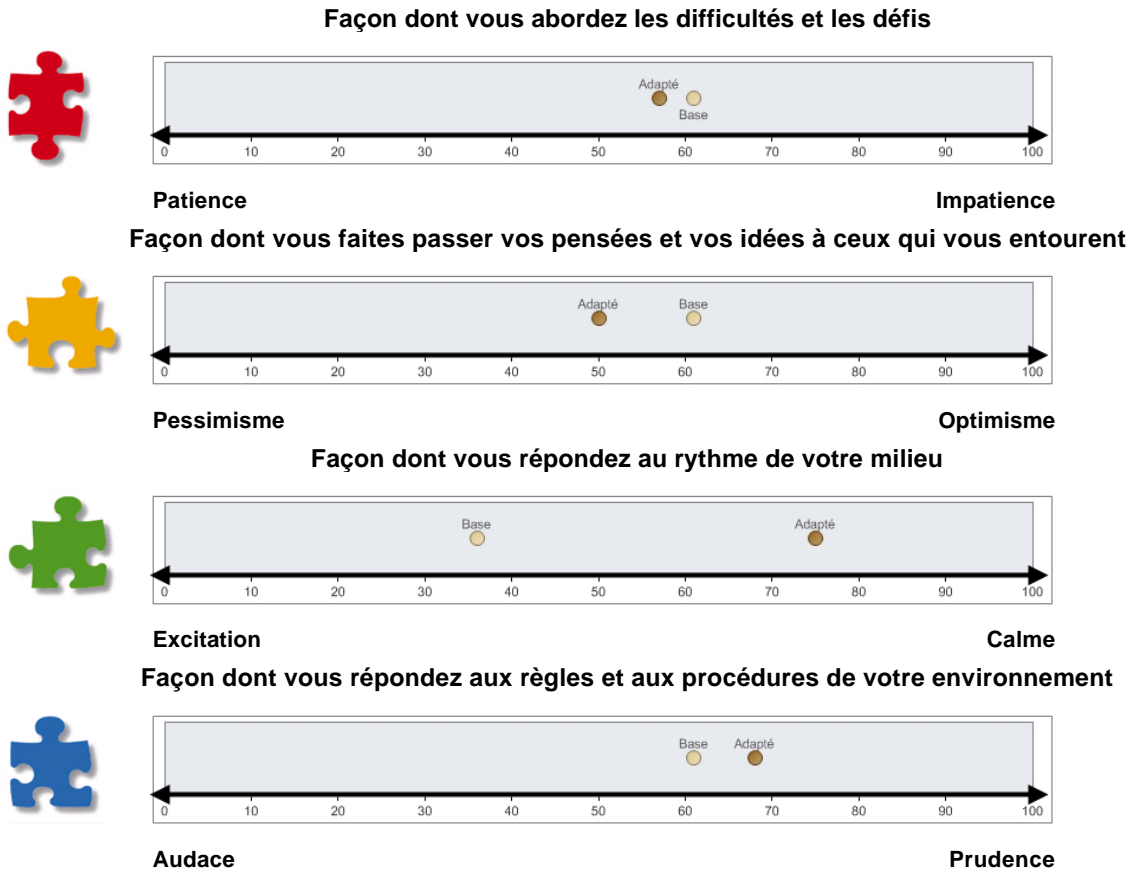 Façon dont vous abordez les difficultés et les défis
Adapté
Base
0 10 20 30 40 50 60 70 80 90 100
Patience Impatience
Façon dont vous faites passer vos pensées et vos idées à ceux qui vous entourent
Adapté Base
0 10 20 30 40 50 60 70 80 90 100
Pessimisme Optimisme
Façon dont vous répondez au rythme de votre milieu
Base Adapté
0 10 20 30 40 50 60 70 80 90 100
Excitation Calme
Façon dont vous répondez aux règles et aux procédures de votre environnement
Base Adapté
0 10 20 30 40 50 60 70 80 90 100
Audace Prudence